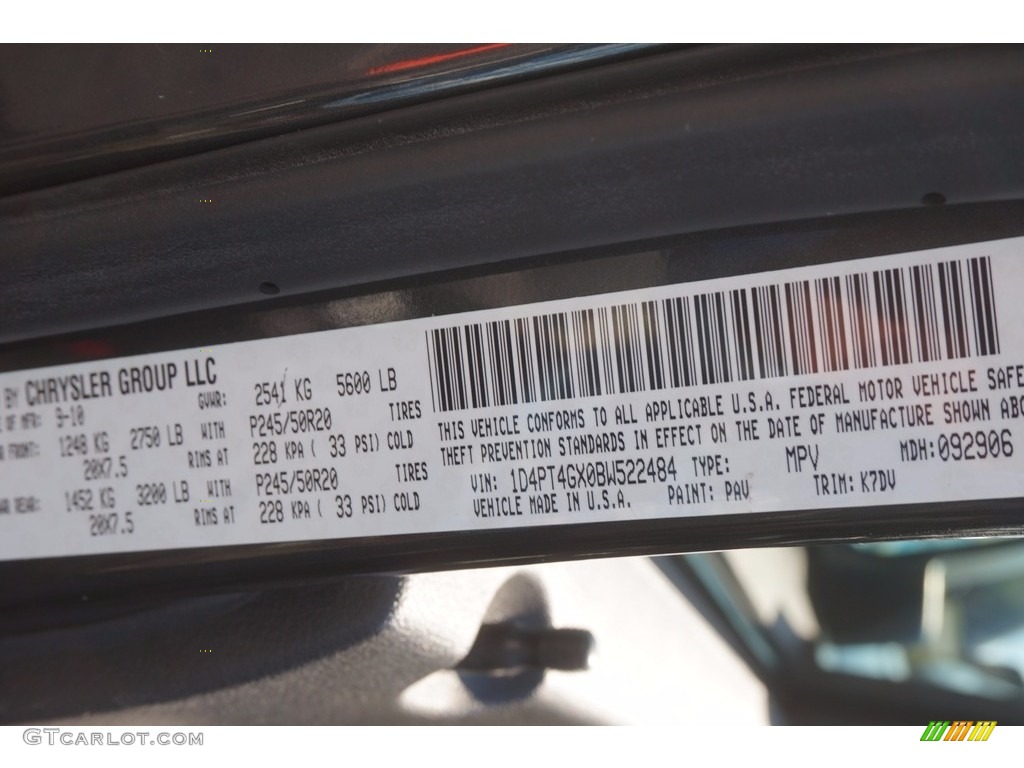 BY CHRYSLER GROUP LLC
OF MFR: 9-10 GVWR: 2541 KG 5600 LB
FRONT: 1248 KG 2750 LB WITH P245/50R20 TIRES
20X7.5 RIMS AT 228 KPA ( 33 PSI) COLD
REAR: 1452 KG 3200 LB WITH P245/50R20 TIRES
20X7.5 RIMS AT 228 KPA ( 33 PSI) COLD
THIS VEHICLE CONFORMS TO ALL APPLICABLE U.S.A. FEDERAL MOTOR VEHICLE SAFE
THEFT PREVENTION STANDARDS IN EFFECT ON THE DATE OF MANUFACTURE SHOWN ABO
VIN: 1D4PT4GX0BW522484 TYPE: MPV MDH:092906
VEHICLE MADE IN U.S.A. PAINT: PAV TRIM: K7DV
GTCARLOT.COM